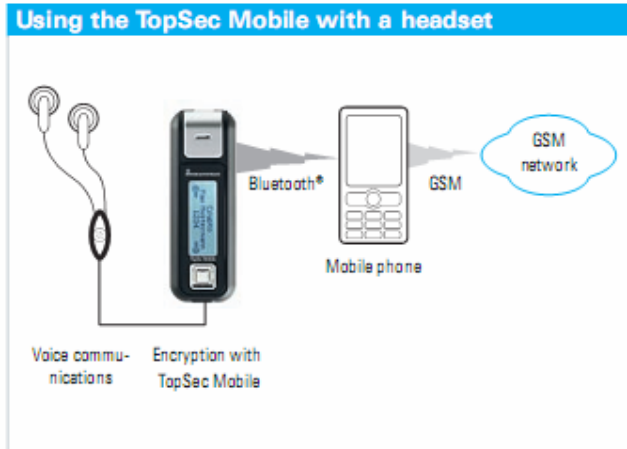 Using the TopSec Mobile with a headset
GSM
network
Bluetooth®
GSM
Mobile phone
Voice commu-
nications
Encryption with
TopSec Mobile